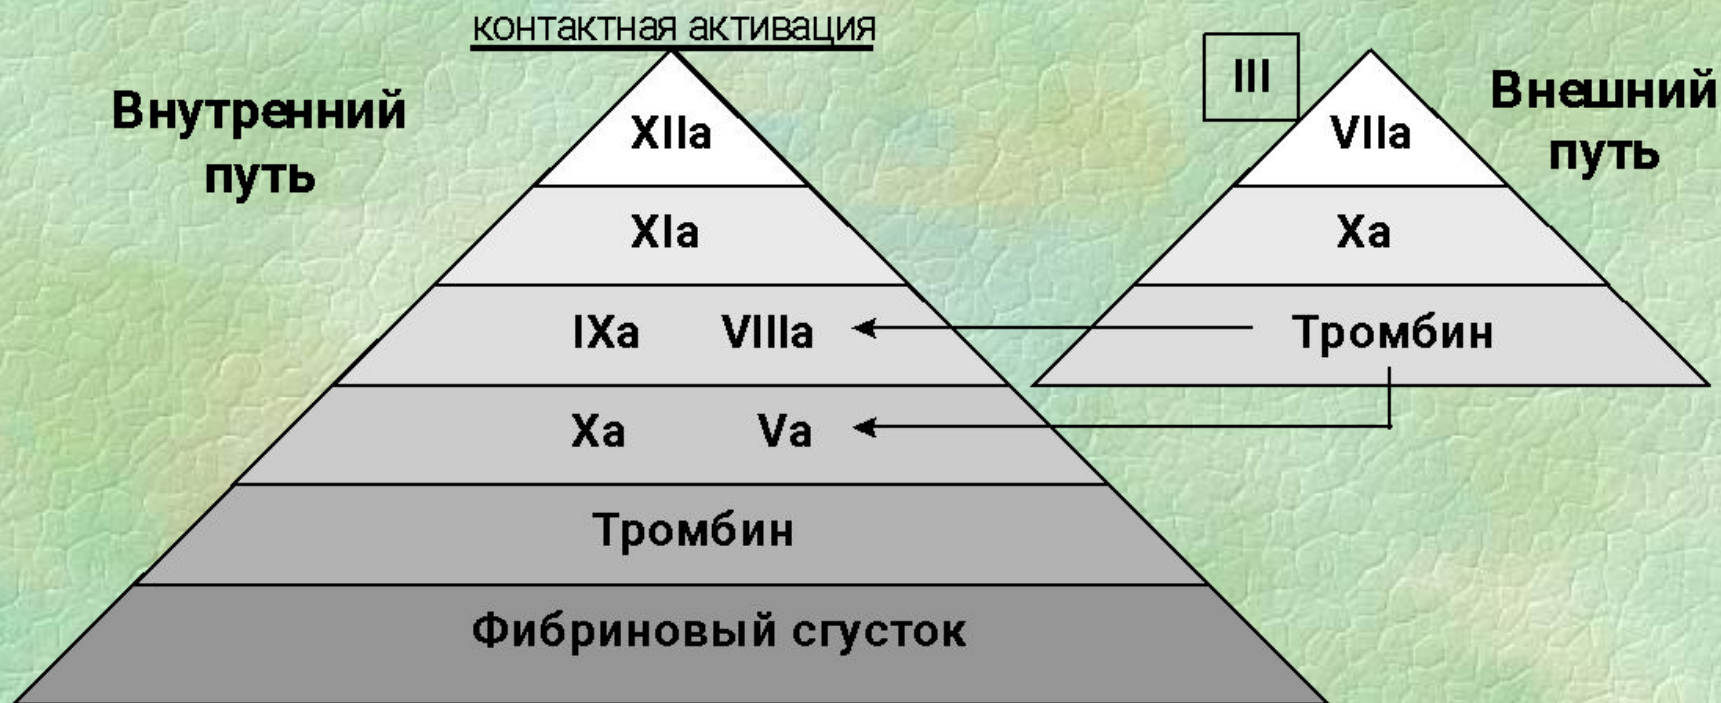 контактная активация
Внутренний
путь
XIIa
XIa
IXa VIIIa
Xa Va
Тромбин
Фибриновый сгусток
III
Внешний
путь
VIIa
Xa
Тромбин